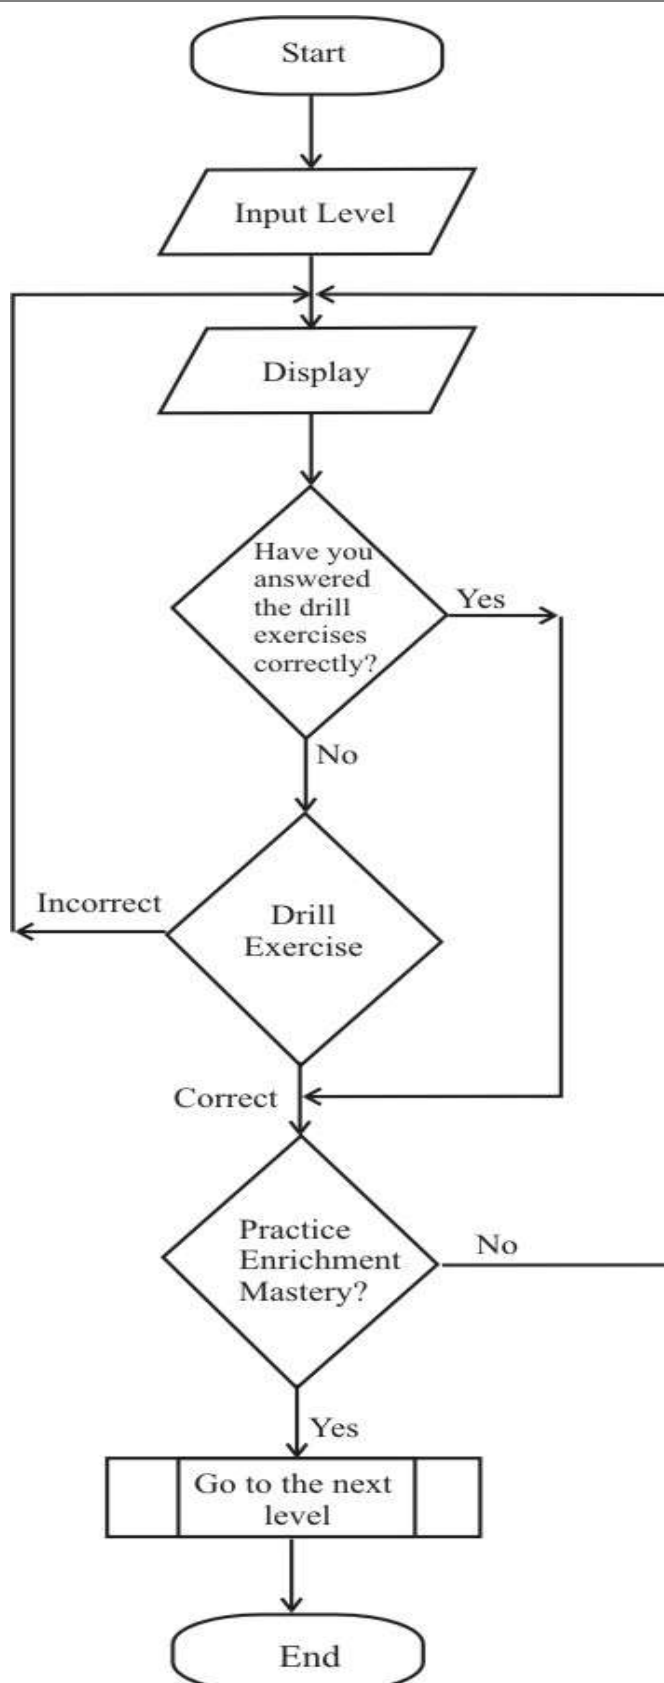 Start
Input Level
Display
Have you
answered
the drill
exercises
correctly?
Yes
No
Incorrect
Drill
Exercise
Correct
Practice
Enrichment
Mastery?
No
Yes
Go to the next
level
End